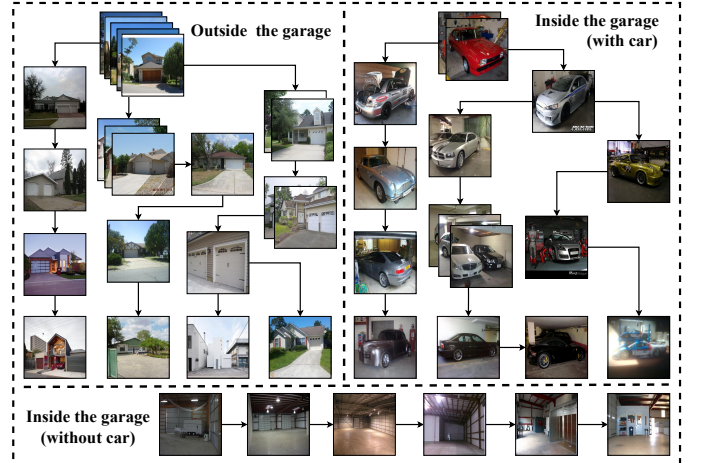 Outside the garage
Inside the garage
(with car)
Inside the garage
(without car)